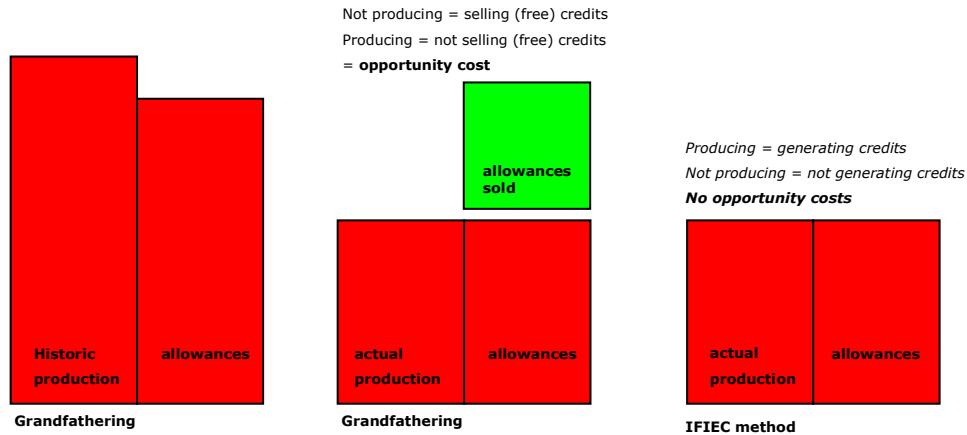 Not producing = selling (free) credits
Producing = not selling (free) credits
= opportunity cost
allowances
sold
Producing = generating credits
Not producing = not generating credits
No opportunity costs
Historic
production
allowances
actual
production
allowances
actual
production
allowances
Grandfathering
Grandfathering
IFIEC method